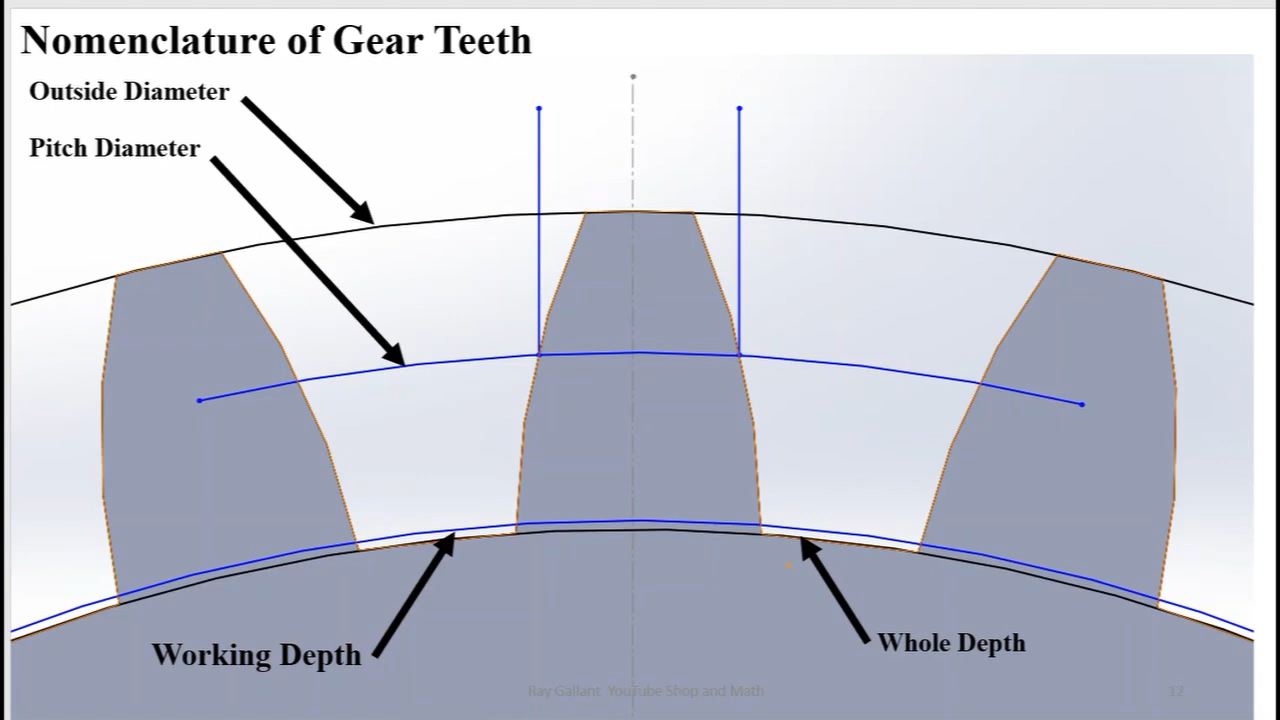 Nomenclature of Gear Teeth
Outside Diameter
Pitch Diameter
Working Depth
Whole Depth
Ray Gallant YouTube Shop and Math
12